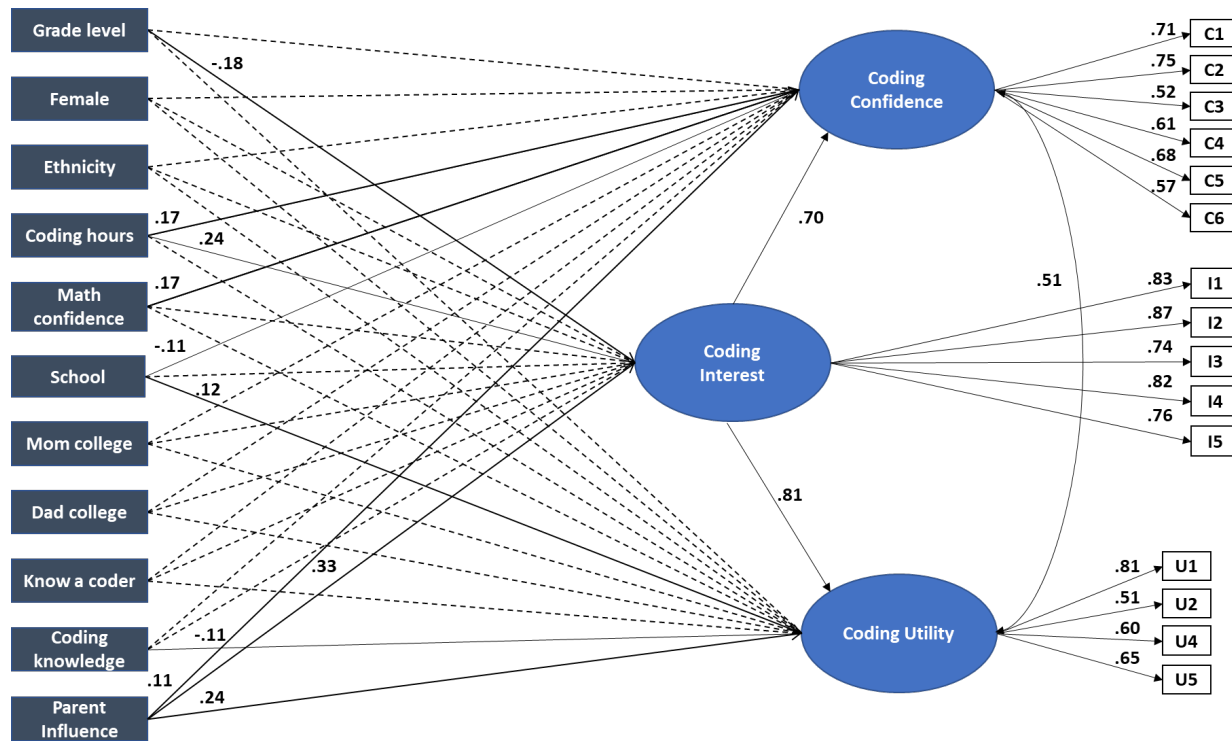 Grade level
Female
Ethnicity
Coding hours
Math
confidence
School
Mom college
Dad college
Know a coder
Coding
knowledge
Parent
Influence
-.18
.17
.24
.17
-.11
.12
.33
-.11
.11
.24
Coding
Confidence
.70
Coding
Interest
.81
Coding Utility
.51
.71
C1
.75
C2
.52
C3
.61
C4
.68
C5
.57
C6
.83
I1
.87
I2
.74
I3
.82
I4
.76
I5
.81
U1
.51
U2
.60
U4
.65
U5